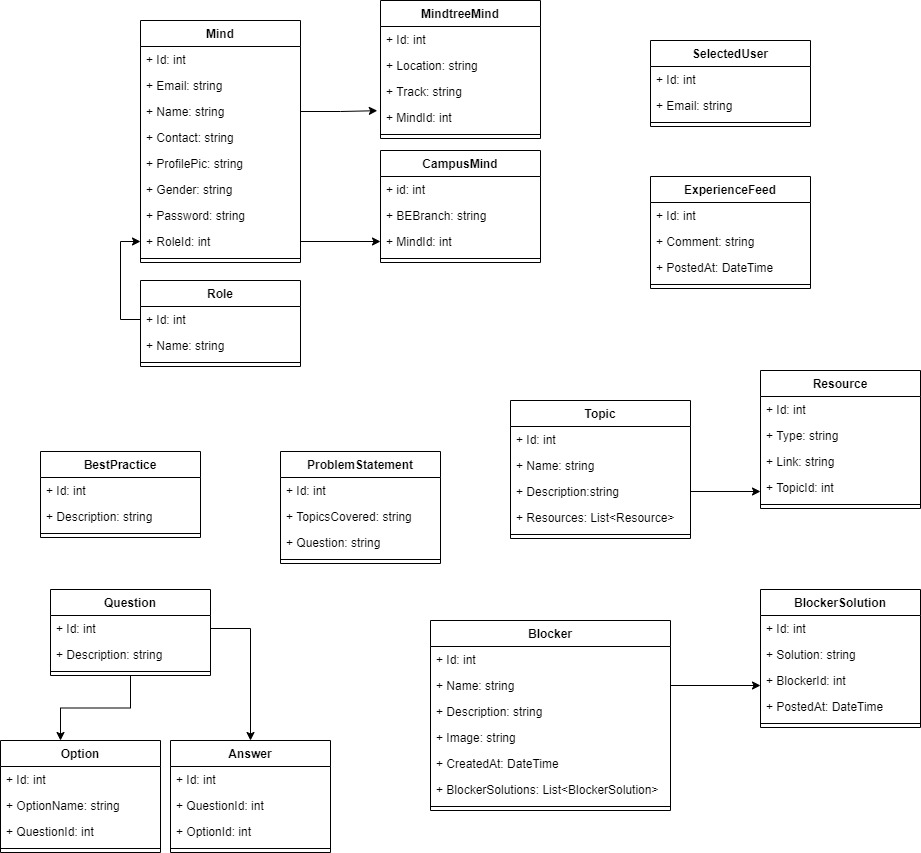 Mind
+ Id: int
+ Email: string
+ Name: string
+ Contact: string
+ ProfilePic: string
+ Gender: string
+ Password: string
+ RoleId: int
MindtreeMind
+ Id: int
+ Location: string
+ Track: string
+ MindId: int
CampusMind
+ id: int
+ BEBranch: string
+ MindId: int
SelectedUser
+ Id: int
+ Email: string
ExperienceFeed
+ Id: int
+ Comment: string
+ PostedAt: DateTime
Role
+ Id: int
+ Name: string
BestPractice
+ Id: int
+ Description: string
ProblemStatement
+ Id: int
+ TopicsCovered: string
+ Question: string
Topic
+ Id: int
+ Name: string
+ Description:string
+ Resources: List<Resource>
Resource
+ Id: int
+ Type: string
+ Link: string
+ TopicId: int
Question
+ Id: int
+ Description: string
Option
+ Id: int
+ OptionName: string
+ QuestionId: int
Answer
+ Id: int
+ QuestionId: int
+ OptionId: int
Blocker
+ Id: int
+ Name: string
+ Description: string
+ Image: string
+ CreatedAt: DateTime
+ BlockerSolutions: List<BlockerSolution>
BlockerSolution
+ Id: int
+ Solution: string
+ BlockerId: int
+ PostedAt: DateTime